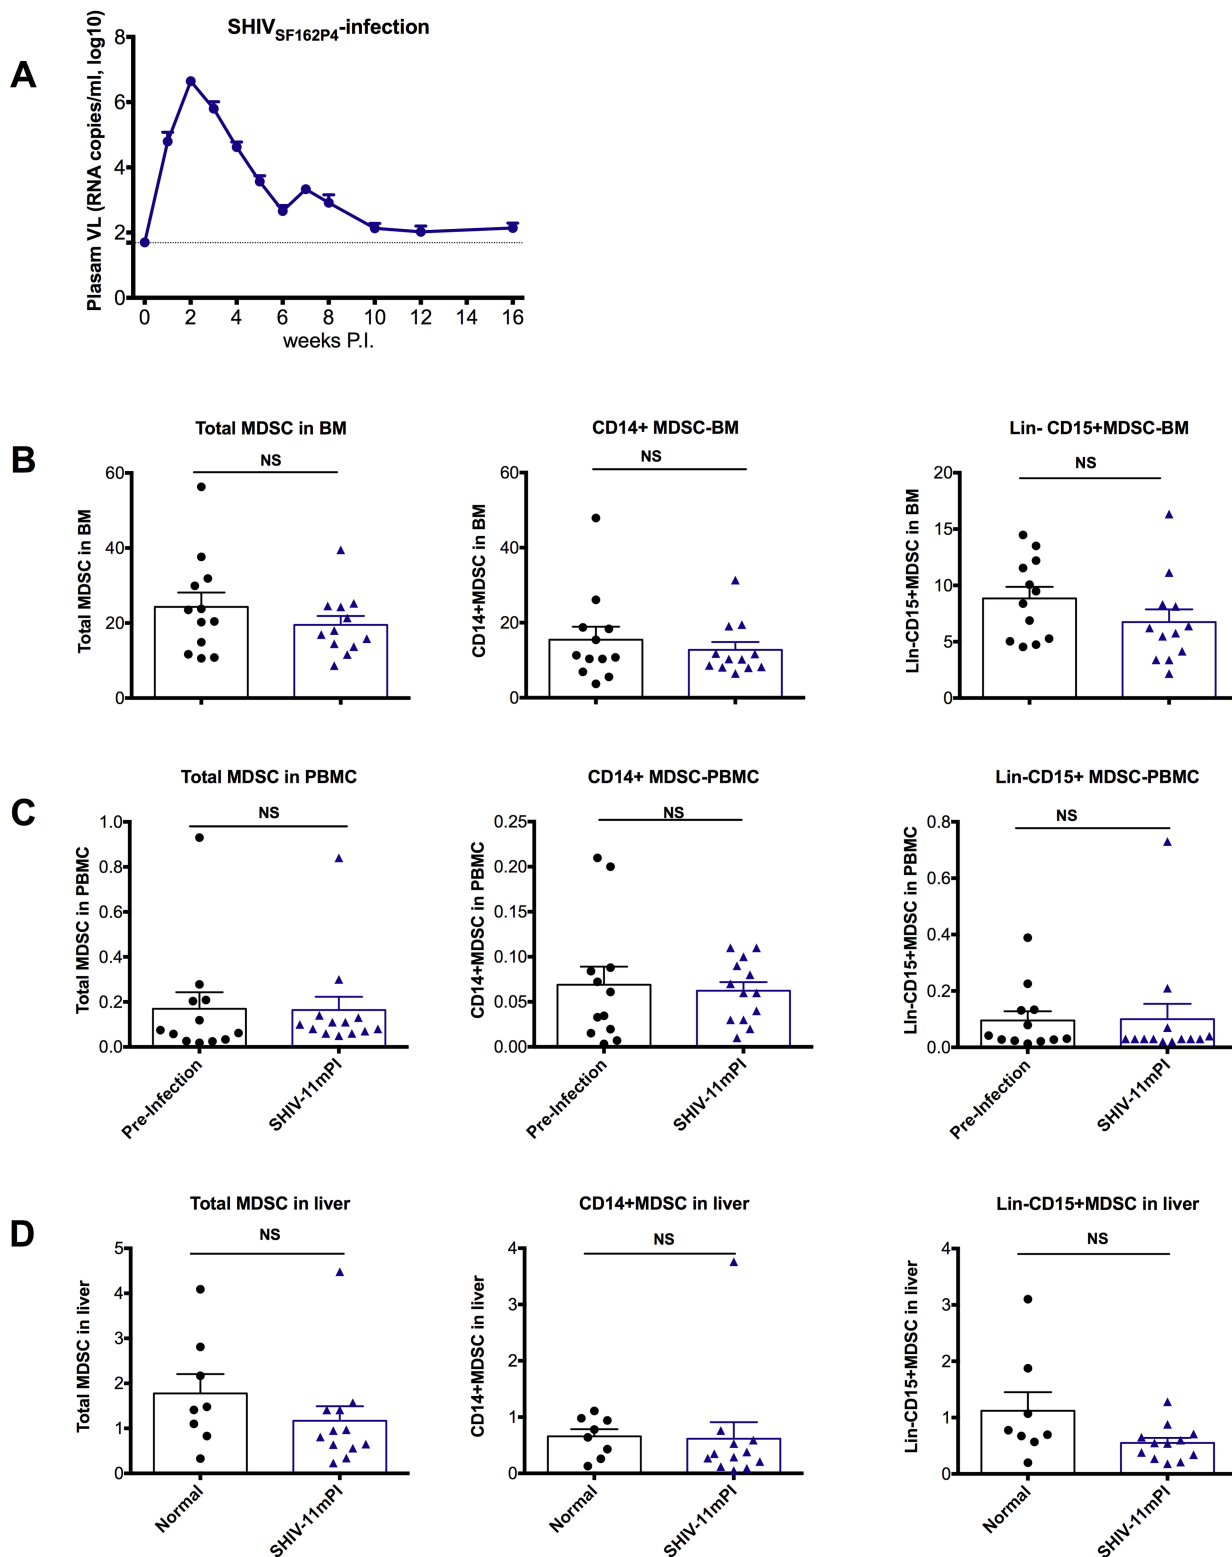 A
SHIVSF162P4-infection
Plasam VL (RNA copies/ml, log10)
8
6
4
2
0
0 2 4 6 8 10 12 14 16
weeks P.I.
B
Total MDSC in BM
NS
Total MDSC in BM
60
40
20
0
CD14+ MDSC-BM
NS
CD14+MDSC in BM
60
40
20
0
Lin- CD15+MDSC-BM
NS
Lin-CD15+MDSC in BM
20
15
10
5
0
C
Total MDSC in PBMC
NS
Total MDSC in PBMC
1.0
0.8
0.6
0.4
0.2
0.0
Pre-Infection
SHIV-11mPI
CD14+ MDSC-PBMC
NS
CD14+MDSC in PBMC
0.25
0.20
0.15
0.10
0.05
0.00
Pre-Infection
SHIV-11mPI
Lin-CD15+ MDSC-PBMC
NS
Lin-CD15+MDSC in PBMC
0.8
0.6
0.4
0.2
0.0
Pre-Infection
SHIV-11mPI
D
Total MDSC in liver
NS
Total MDSC in liver
5
4
3
2
1
0
Normal
SHIV-11mPI
CD14+MDSC in liver
NS
CD14+MDSC in liver
4
3
2
1
0
Normal
SHIV-11mPI
Lin-CD15+MDSC in liver
NS
Lin-CD15+MDSC in liver
4
3
2
1
0
Normal
SHIV-11mPI